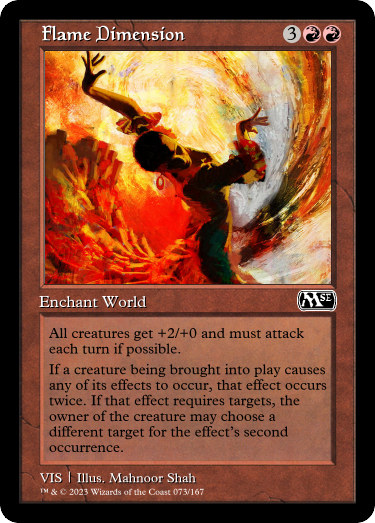 Flame Dimension 3
Enchant World
MSE
All creatures get +2/+0 and must attack
each turn if possible.
If a creature being brought into play causes
any of its effects to occur, that effect occurs
twice. If that effect requires targets, the
owner of the creature may choose a
different target for the effect's second
occurrence.
VIS | Illus. Mahnoor Shah
™ & © 2023 Wizards of the Coast 073/167